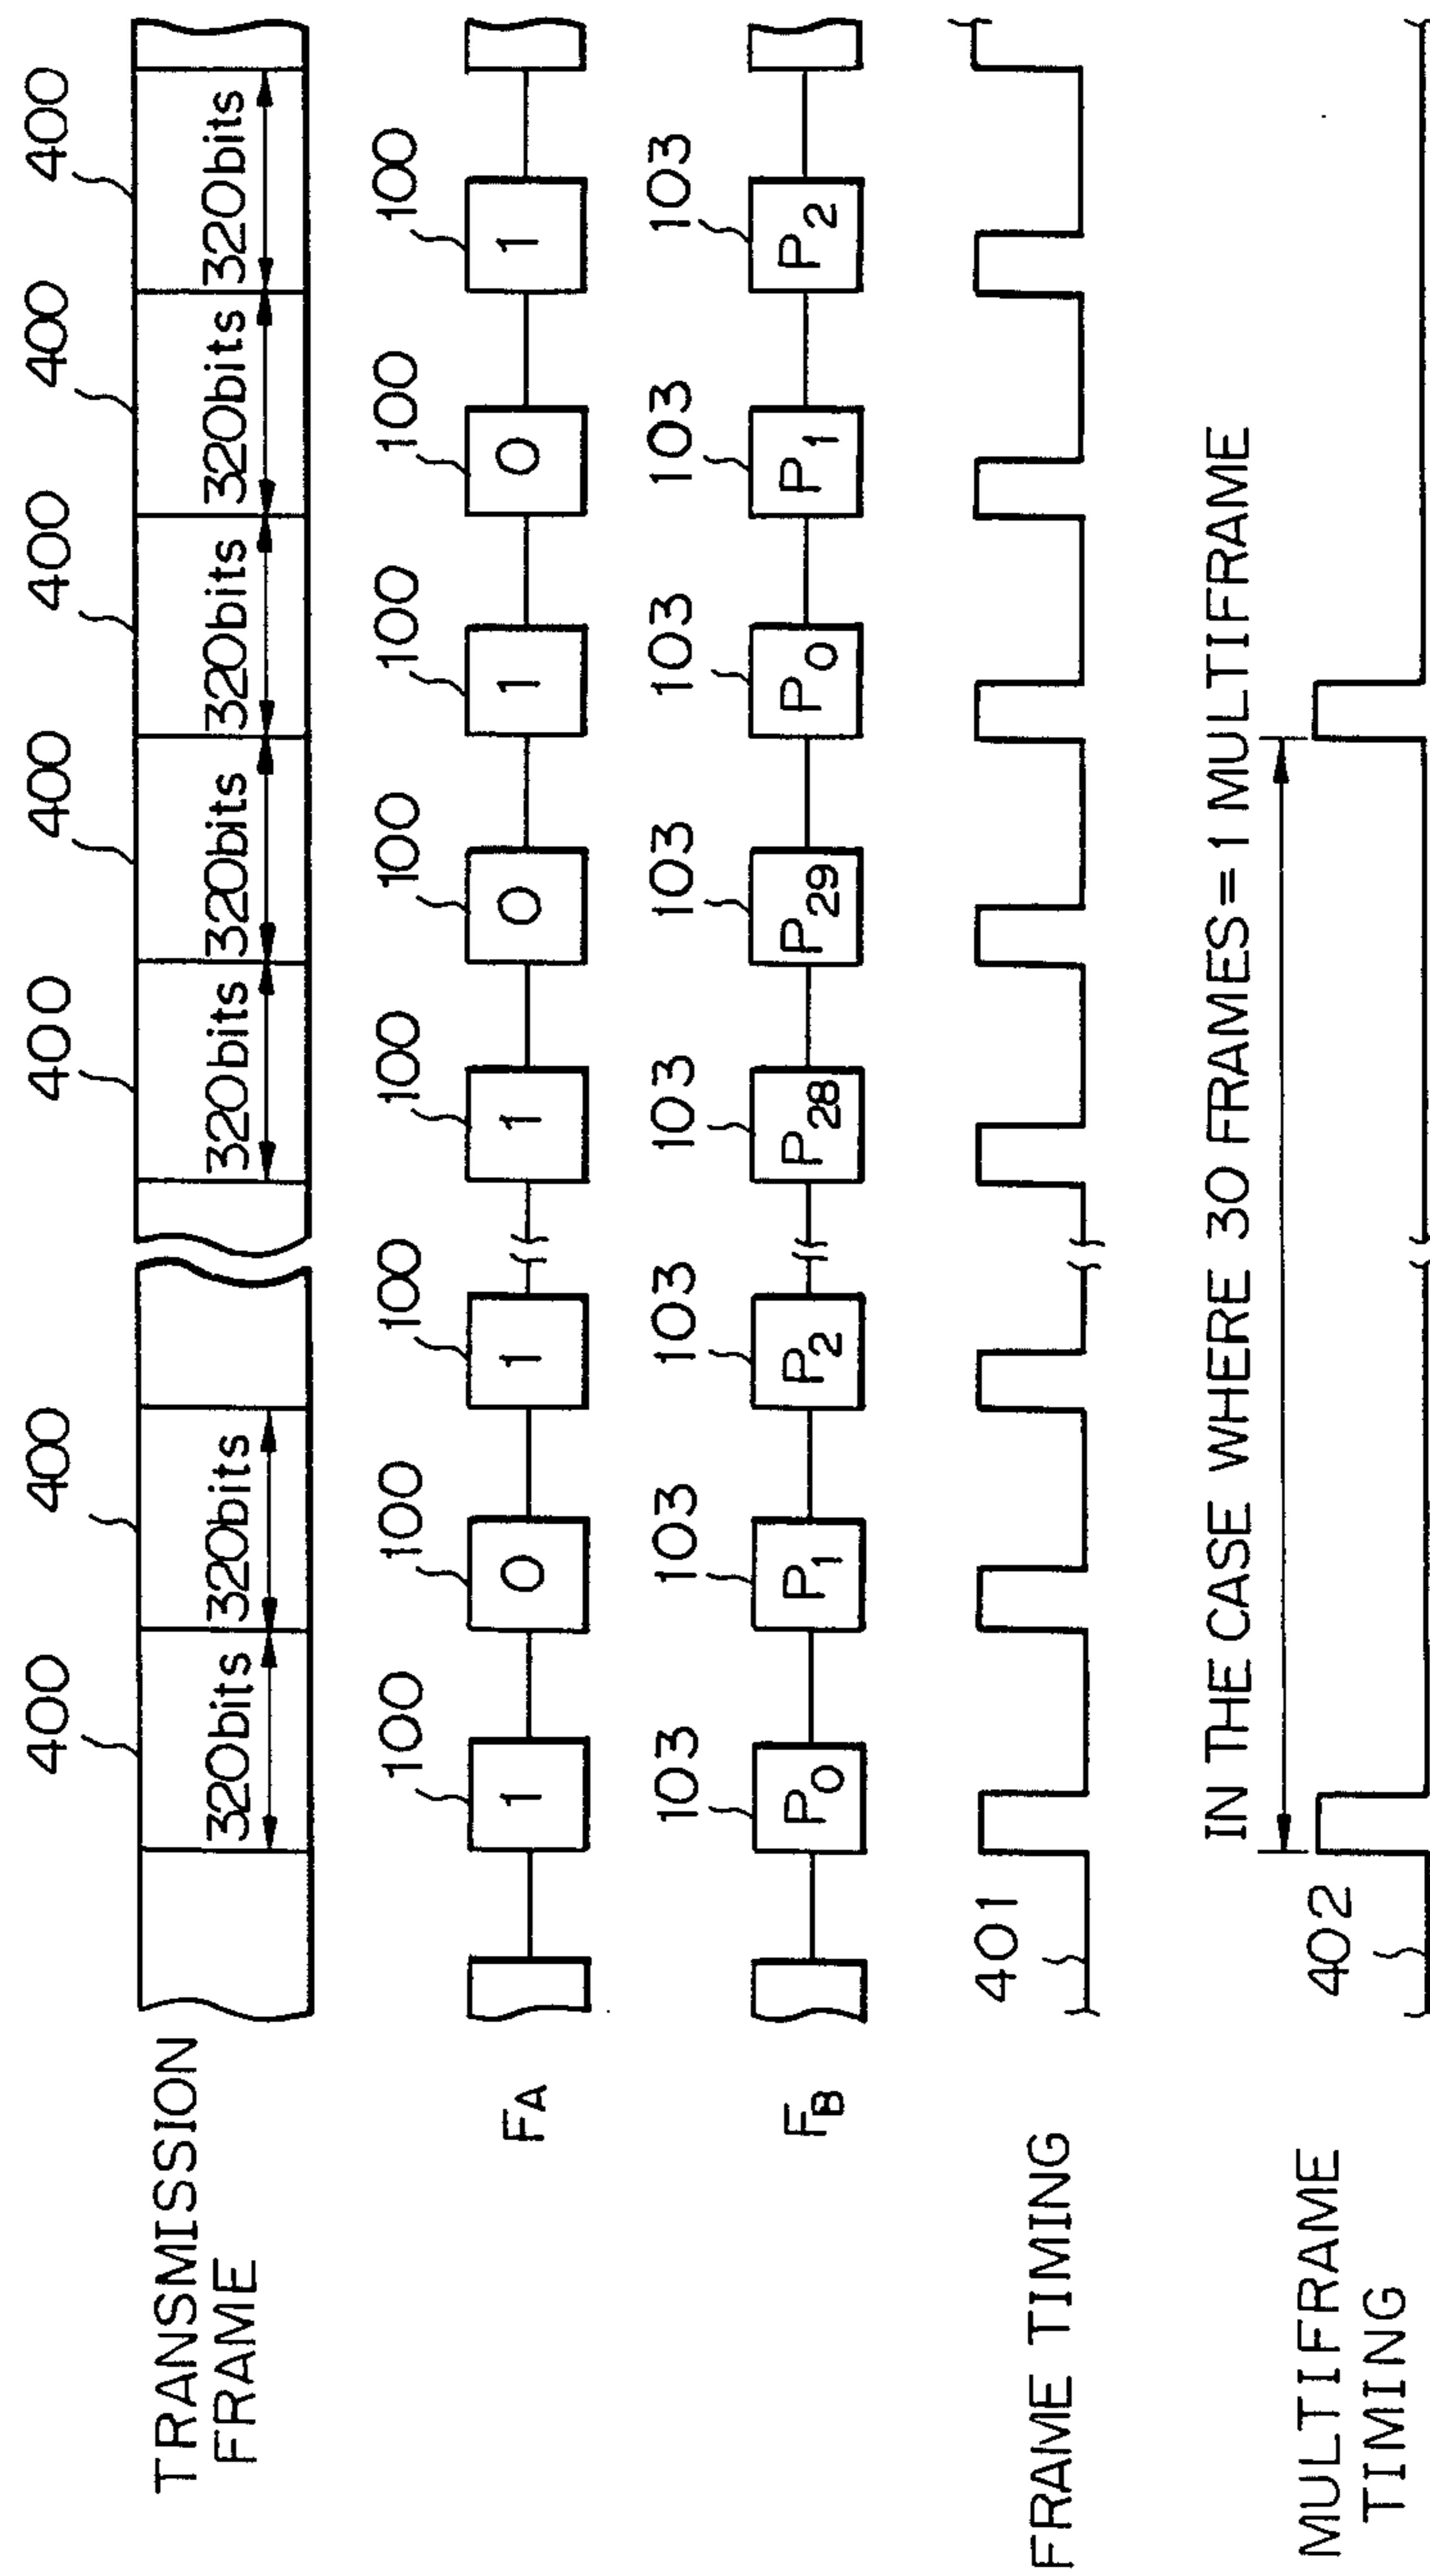 400 400 400 400 400 400 400
TRANSMISSION
FRAME
320bits 320bits 320bits 320bits 320bits 320bits 320bits
100 100 100 100 100 100 100 100
FA 1 0 1 1 0 1 0 1
103 103 103 103 103 103 103 103
FB P0 P1 P2 P28 P29 P0 P1 P2
401
FRAME TIMING
IN THE CASE WHERE 30 FRAMES = 1 MULTIFRAME
402
MULTIFRAME
TIMING